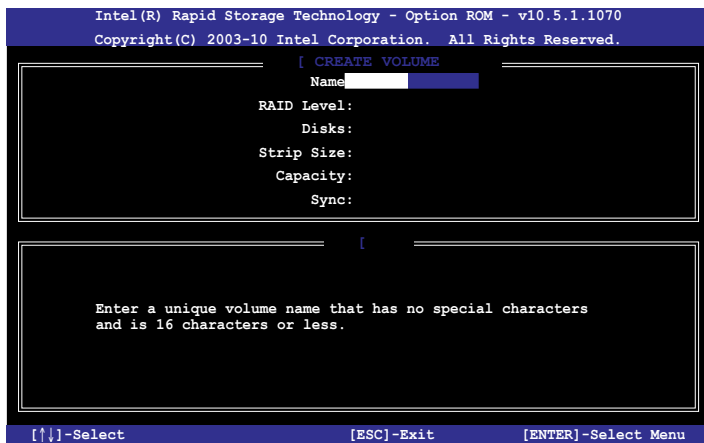 Intel(R) Rapid Storage Technology - Option ROM - v10.5.1.1070
Copyright(C) 2003-10 Intel Corporation. All Rights Reserved.
[ CREATE VOLUME
Name
RAID Level:
Disks:
Strip Size:
Capacity:
Sync:
[
Enter a unique volume name that has no special characters
and is 16 characters or less.
[↑↓]-Select [ESC]-Exit [ENTER]-Select Menu